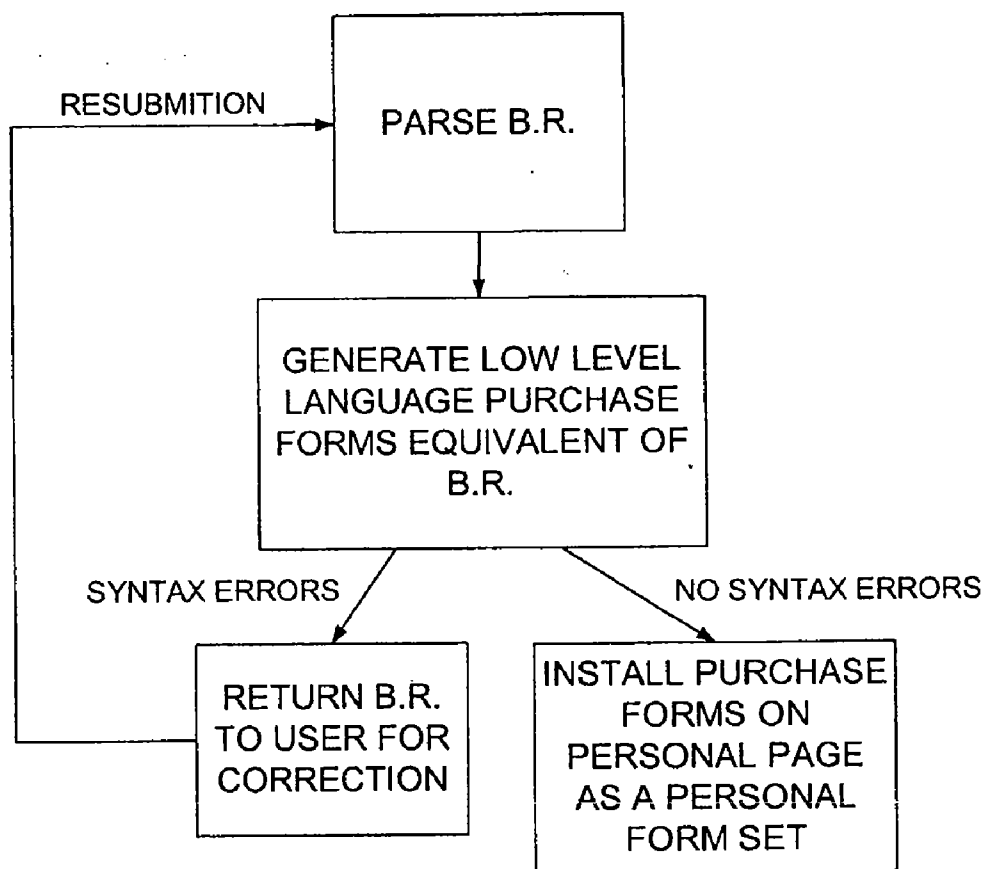 RESUBMITION
PARSE B.R.
GENERATE LOW LEVEL
LANGUAGE PURCHASE
FORMS EQUIVALENT OF
B.R.
SYNTAX ERRORS
NO SYNTAX ERRORS
RETURN B.R.
TO USER FOR
CORRECTION
INSTALL PURCHASE
FORMS ON
PERSONAL PAGE
AS A PERSONAL
FORM SET